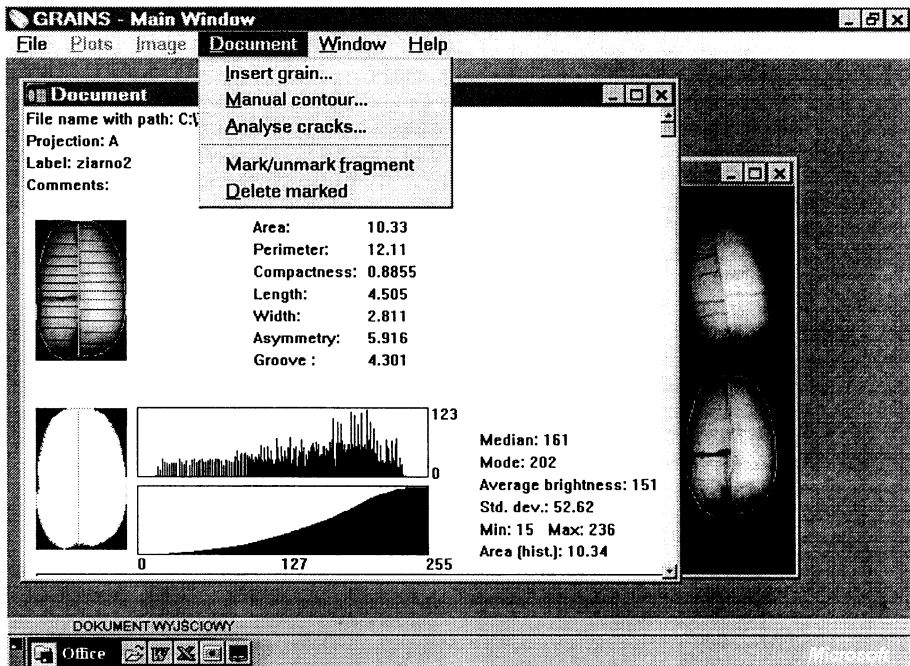 GRAINS - Main Window
File Plots Image Document Window Help
Insert grain...
Manual contour...
Analyse cracks...
Mark/unmark fragment
Delete marked
Document
File name with path: C:\
Projection: A
Label: ziarno2
Comments:
Area: 10.33
Perimeter: 12.11
Compactness: 0.8855
Length: 4.505
Width: 2.811
Asymmetry: 5.916
Groove : 4.301
123
0
Median: 161
Mode: 202
Average brightness: 151
Std. dev.: 52.62
Min: 15 Max: 236
Area (hist.): 10.34
0 127 255
DOKUMENT WYJŚCIOWY
Office
Microsoft